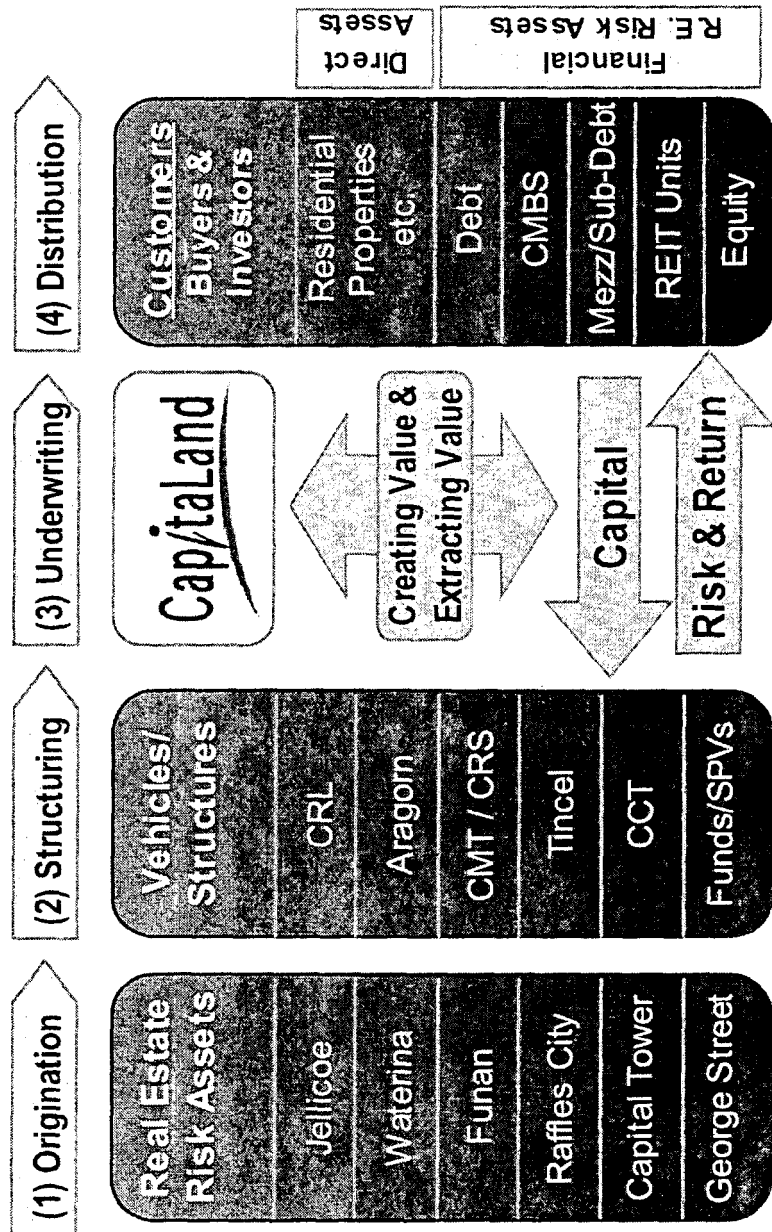 (1) Origination
(2) Structuring
(3) Underwriting
(4) Distribution
Real Estate
Risk Assets
Jellicoe
Waterina
Funan
Raffles City
Capital Tower
George Street
Vehicles/
Structures
CRL
Aragorn
CMT / CRS
Tincel
CCT
Funds/SPVs
CapitaLand
Creating Value &
Extracting Value
Capital
Risk & Return
Customers
Buyers &
Investors
Residential
Properties
etc.
Debt
CMBS
Mezz/Sub-Debt
REIT Units
Equity
Direct
Assets
Financial
R.E. Risk Assets